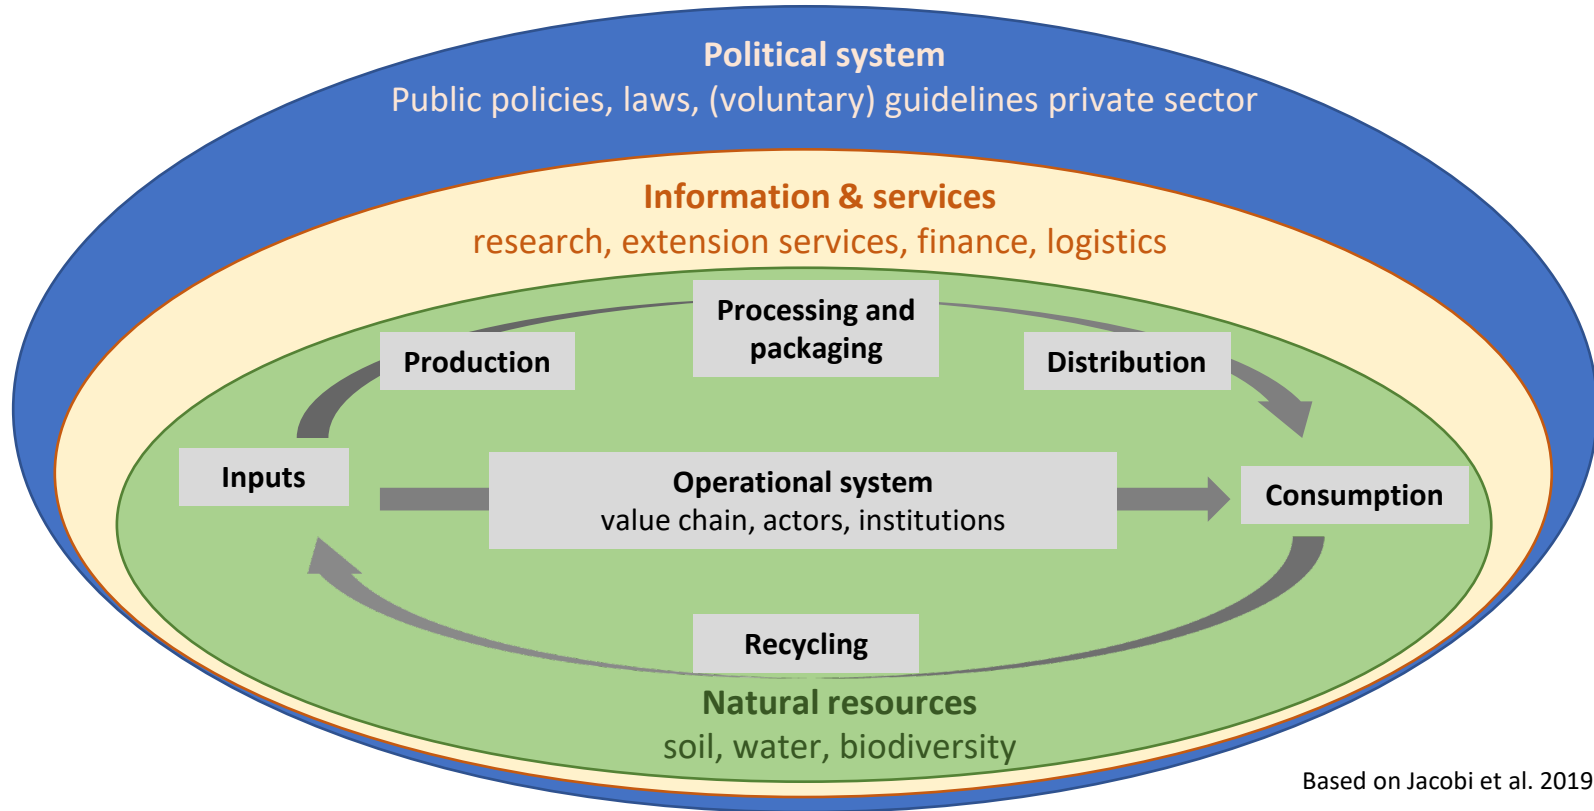 Political system
Public policies, laws, (voluntary) guidelines private sector
Information & services
research, extension services, finance, logistics
Processing and
packaging
Production
Distribution
Inputs
Operational system
value chain, actors, institutions
Consumption
Recycling
Natural resources
soil, water, biodiversity
Based on Jacobi et al. 2019